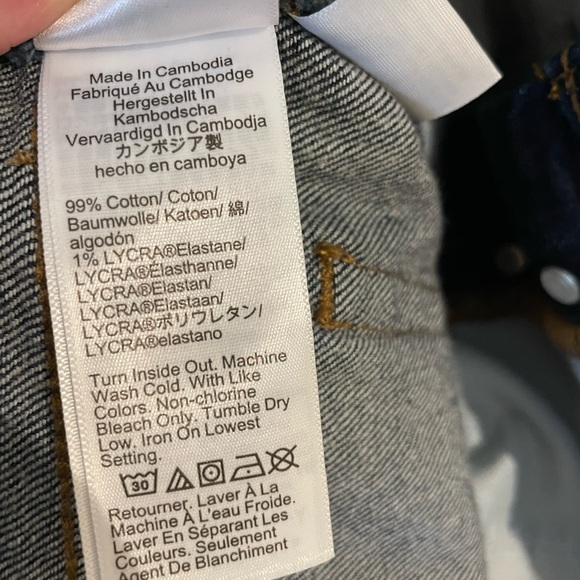 Made In Cambodia
Fabriqué Au Cambodge
Hergestellt In
Kambodscha
Vervaardigd In Cambodja
カンボジア製
hecho en camboya
99% Cotton/ Coton/
Baumwolle/ Katoen/ 綿/
algodón
1% LYCRA®Elastane/
LYCRA®Elasthanne/
LYCRA®Elastan/
LYCRA®Elastaan/
LYCRA®ポリウレタン/
LYCRA®elastano
Turn Inside Out. Machine
Wash Cold. With Like
Colors. Non-chlorine
Bleach Only. Tumble Dry
Low. Iron On Lowest
Setting.
30
Retourner. Laver À La
Machine À L'eau Froide.
Laver En Séparant Les
Couleurs. Seulement
Agent De Blanchiment